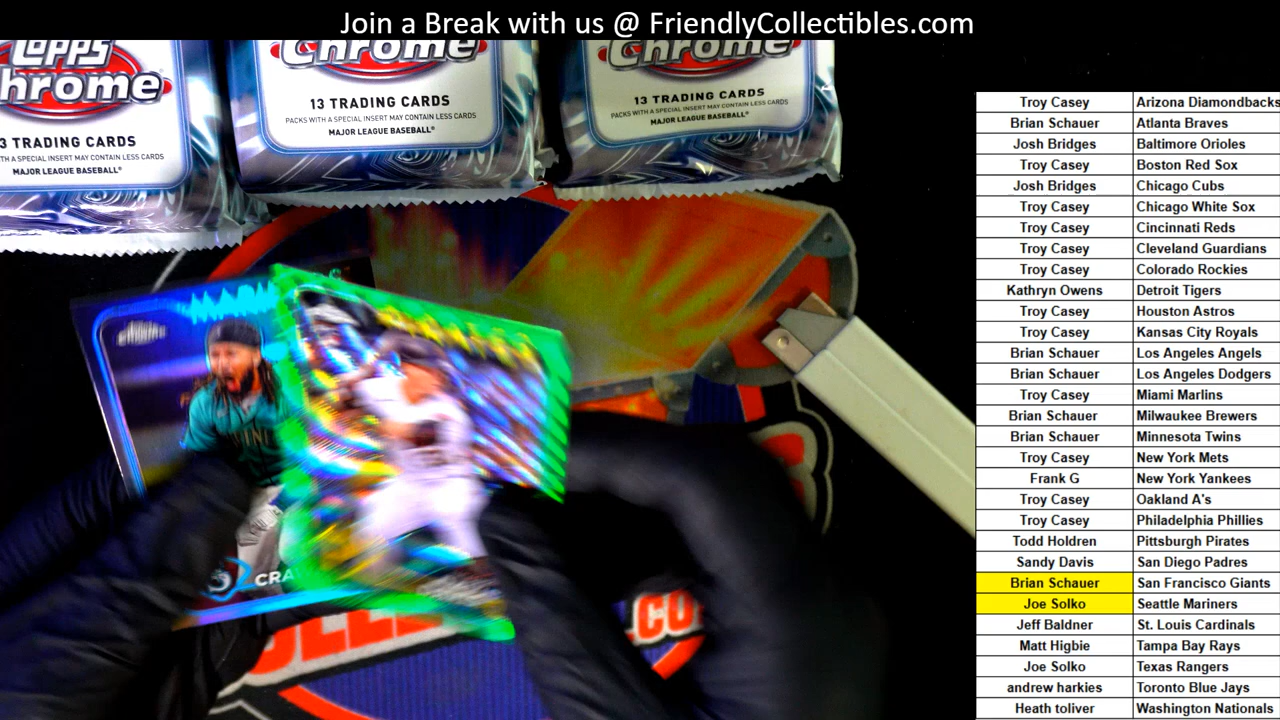 Join a Break with us @ FriendlyCollectibles.com
Topps
Chrome
3 TRADING CARDS
TH A SPECIAL INSERT MAY CONTAIN LESS CARDS
MAJOR LEAGUE BASEBALL®
Chrome
13 TRADING CARDS
PACKS WITH A SPECIAL INSERT MAY CONTAIN LESS CARDS
MAJOR LEAGUE BASEBALL®
Chrome
13 TRADING CARDS
PACKS WITH A SPECIAL INSERT MAY CONTAIN LESS CARDS
MAJOR LEAGUE BASEBALL®
Troy Casey Arizona Diamondbacks
Brian Schauer Atlanta Braves
Josh Bridges Baltimore Orioles
Troy Casey Boston Red Sox
Josh Bridges Chicago Cubs
Troy Casey Chicago White Sox
Troy Casey Cincinnati Reds
Troy Casey Cleveland Guardians
Troy Casey Colorado Rockies
Kathryn Owens Detroit Tigers
Troy Casey Houston Astros
Troy Casey Kansas City Royals
Brian Schauer Los Angeles Angels
Brian Schauer Los Angeles Dodgers
Troy Casey Miami Marlins
Brian Schauer Milwaukee Brewers
Brian Schauer Minnesota Twins
Troy Casey New York Mets
Frank G New York Yankees
Troy Casey Oakland A's
Troy Casey Philadelphia Phillies
Todd Holdren Pittsburgh Pirates
Sandy Davis San Diego Padres
Brian Schauer San Francisco Giants
Joe Solko Seattle Mariners
Jeff Baldner St. Louis Cardinals
Matt Higbie Tampa Bay Rays
Joe Solko Texas Rangers
andrew harkies Toronto Blue Jays
Heath toliver Washington Nationals
CRA
CO